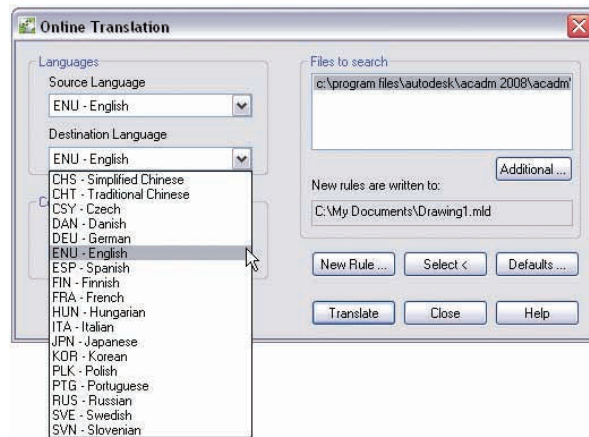 Online Translation
Languages
Source Language
ENU - English
Destination Language
ENU - English
CHS - Simplified Chinese
CHT - Traditional Chinese
CSY - Czech
DAN - Danish
DEU - German
ENU - English
ESP - Spanish
FIN - Finnish
FRA - French
HUN - Hungarian
ITA - Italian
JPN - Japanese
KOR - Korean
PLK - Polish
PTG - Portuguese
RUS - Russian
SVE - Swedish
SVN - Slovenian
Files to search
c:\program files\autodesk\acadm 2008\acadm\
Additional ...
New rules are written to:
C:\My Documents\Drawing1.mld
New Rule ...
Select <
Defaults ...
Translate
Close
Help